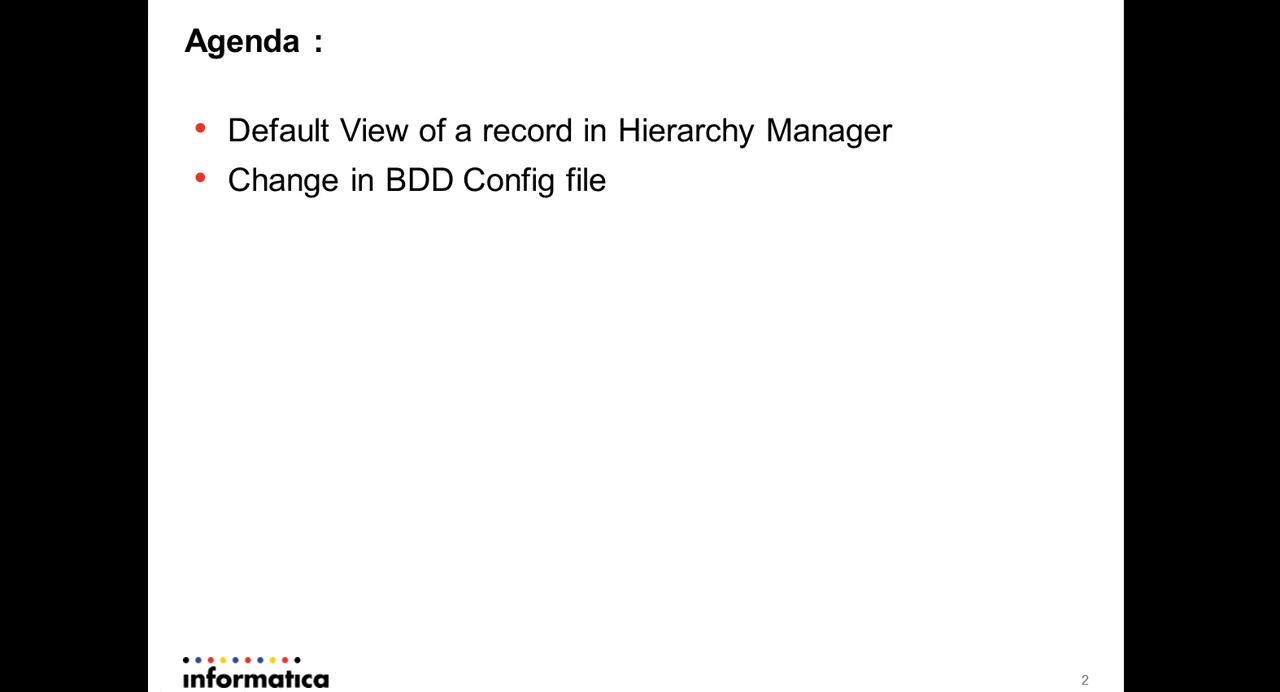 Agenda :
• Default View of a record in Hierarchy Manager
• Change in BDD Config file
informatica
2